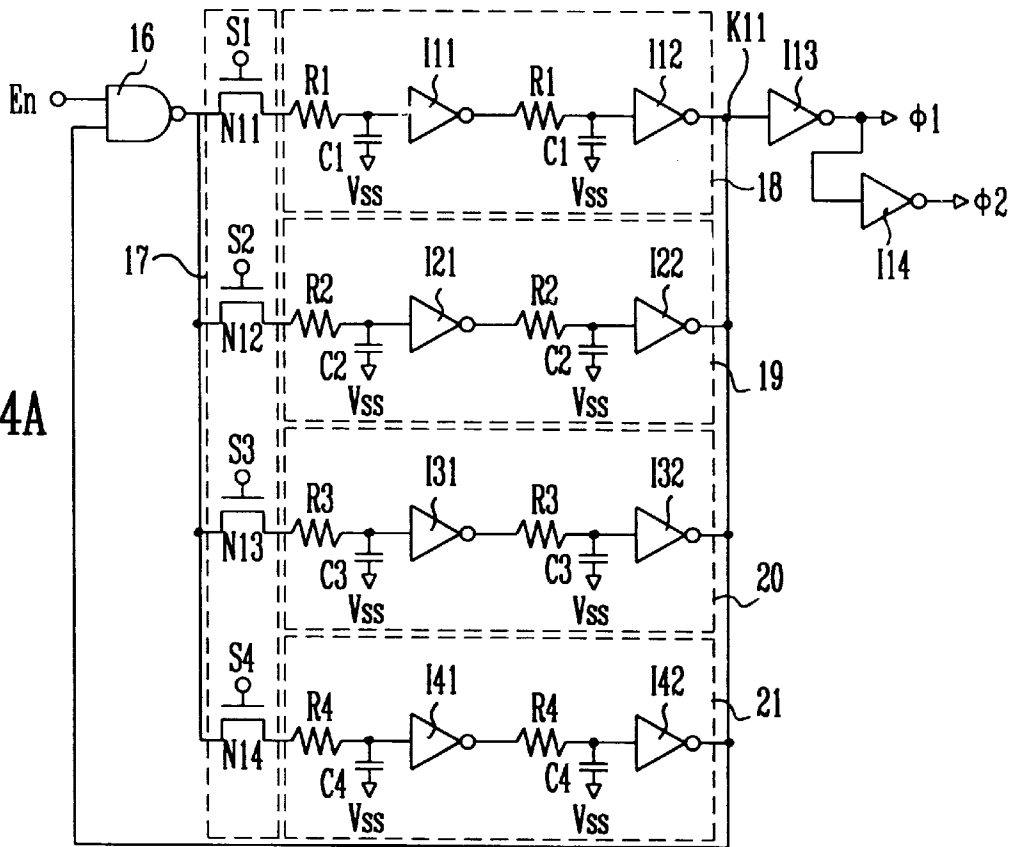 16
S1
I11
I12
K11
I13
En
N11
R1
R1
C1
C1
Vss
Vss
18
ϕ1
ϕ2
I14
17
S2
I21
I22
N12
R2
R2
C2
C2
Vss
Vss
19
4A
S3
I31
I32
N13
R3
R3
C3
C3
Vss
Vss
20
S4
I41
I42
21
N14
R4
R4
C4
C4
Vss
Vss